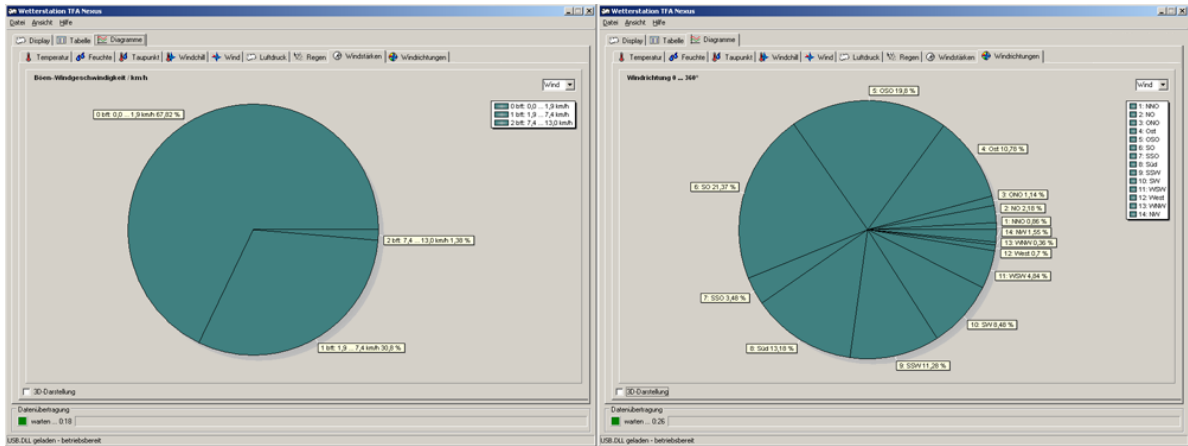 Wetterstation TFA Nexus
Datei Ansicht Hilfe
Display Tabelle Diagramme
Temperatur Feuchte Taupunkt Windchill Wind Luftdruck Regen Windstärken Windrichtungen
Böen-Windgeschwindigkeit / km/h
Wind
0 bft: 0,0 ... 1,9 km/h
1 bft: 1,9 ... 7,4 km/h
2 bft: 7,4 ... 13,0 km/h
0 bft: 0,0 ... 1,9 km/h 67,82 %
2 bft: 7,4 ... 13,0 km/h 1,38 %
1 bft: 1,9 ... 7,4 km/h 30,8 %
3D-Darstellung
Datenübertragung
warten ... 0:18
USB.DLL geladen - betriebsbereit
Wetterstation TFA Nexus
Datei Ansicht Hilfe
Display Tabelle Diagramme
Temperatur Feuchte Taupunkt Windchill Wind Luftdruck Regen Windstärken Windrichtungen
Windrichtung 0 ... 360°
Wind
1: NNO
2: NO
3: ONO
4: Ost
5: OSO
6: SO
7: SSO
8: Süd
9: SSW
10: SW
11: WSW
12: West
13: WNW
14: NW
5: OSO 19,8 %
4: Ost 10,78 %
6: SO 21,37 %
3: ONO 1,14 %
2: NO 2,18 %
1: NNO 0,86 %
14: NW 1,55 %
13: WNW 0,36 %
12: West 0,7 %
11: WSW 4,84 %
7: SSO 3,48 %
10: SW 8,48 %
8: Süd 13,18 %
9: SSW 11,28 %
3D-Darstellung
Datenübertragung
warten ... 0:26
USB.DLL geladen - betriebsbereit